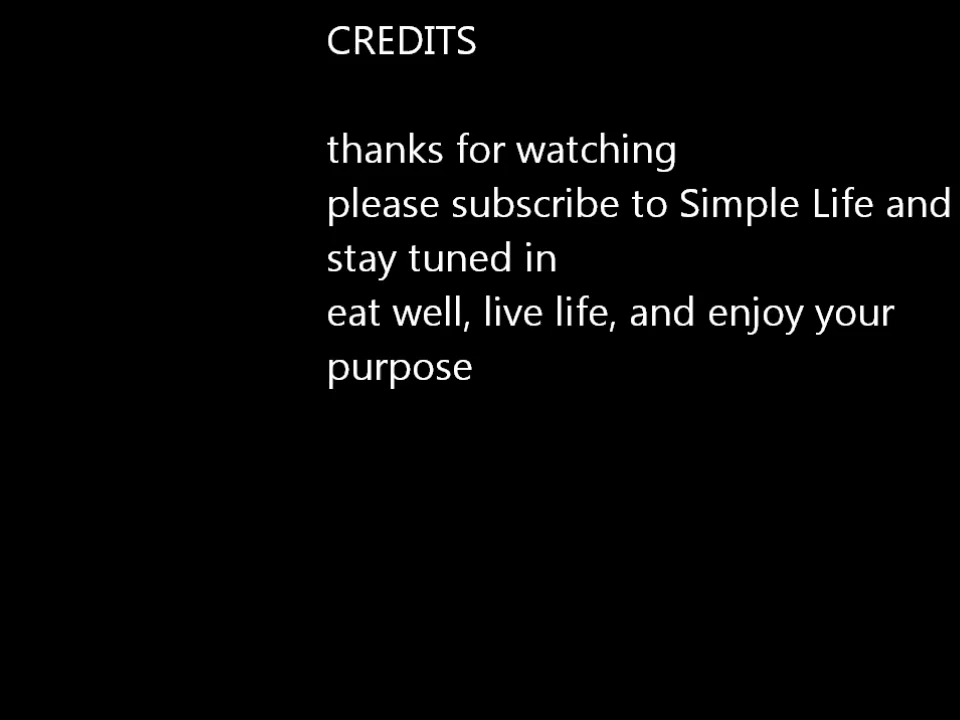 CREDITS
thanks for watching
please subscribe to Simple Life and
stay tuned in
eat well, live life, and enjoy your
purpose